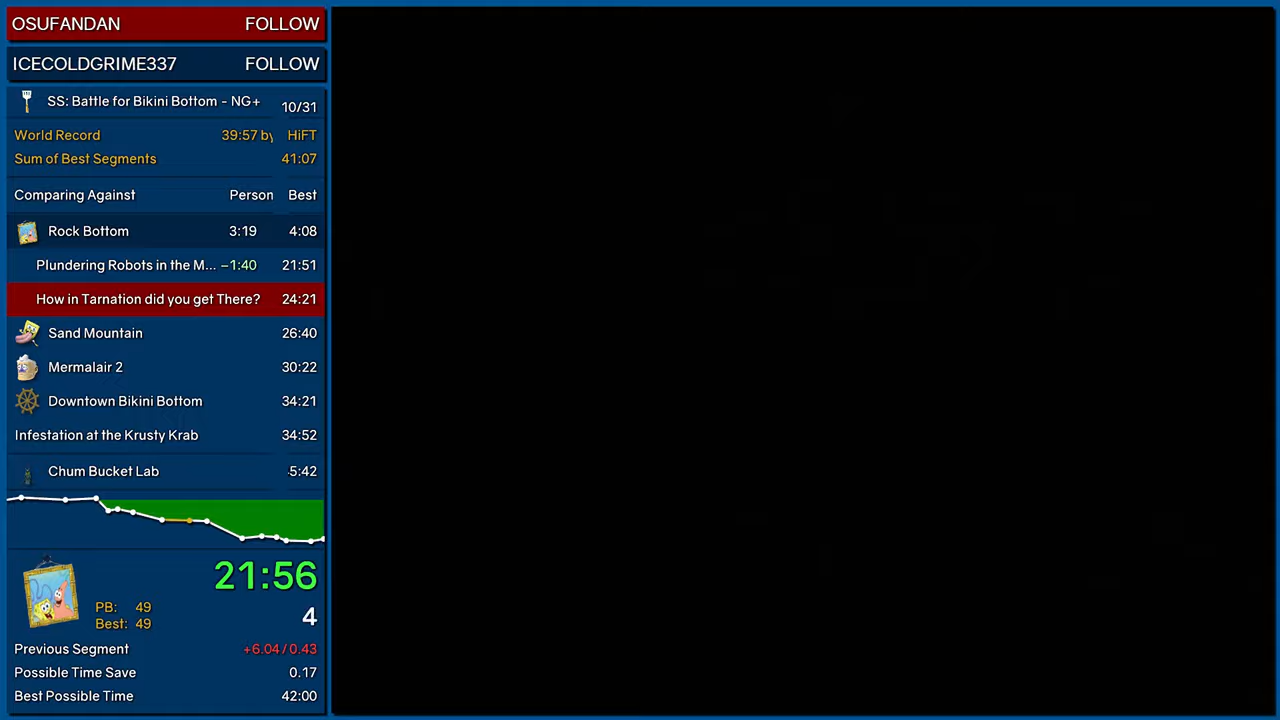 OSUFANDAN FOLLOW
ICECOLDGRIME337 FOLLOW
SS: Battle for Bikini Bottom - NG+ 10/31
World Record 39:57 by HiFT
Sum of Best Segments 41:07
Comparing Against Person Best
Rock Bottom 3:19 4:08
Plundering Robots in the M... −1:40 21:51
How in Tarnation did you get There? 24:21
Sand Mountain 26:40
Mermalair 2 30:22
Downtown Bikini Bottom 34:21
Infestation at the Krusty Krab 34:52
Chum Bucket Lab 5:42
21:56
4
PB: 49
Best: 49
Previous Segment +6.04/0.43
Possible Time Save 0.17
Best Possible Time 42:00